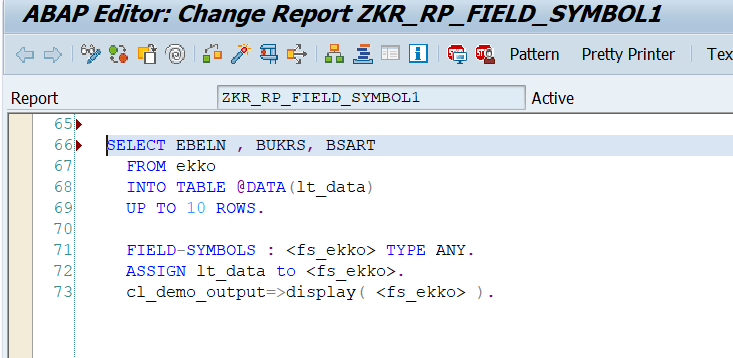 ABAP Editor: Change Report ZKR_RP_FIELD_SYMBOL1
Pattern Pretty Printer Tex
Report ZKR_RP_FIELD_SYMBOL1 Active
65
66 SELECT EBELN , BUKRS, BSART
67 FROM ekko
68 INTO TABLE @DATA(lt_data)
69 UP TO 10 ROWS.
70
71 FIELD-SYMBOLS : <fs_ekko> TYPE ANY.
72 ASSIGN lt_data to <fs_ekko>.
73 cl_demo_output=>display( <fs_ekko> ).